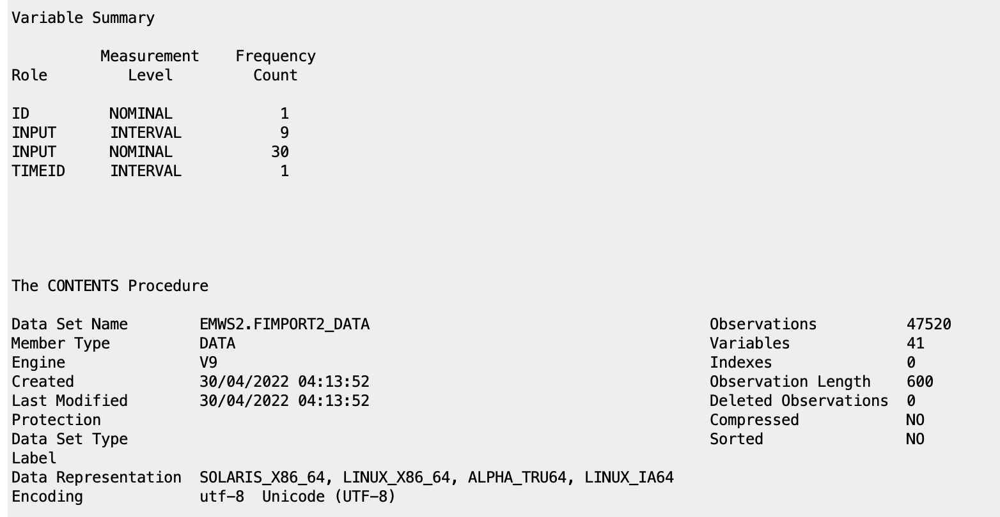 Variable Summary
Measurement Frequency
Role Level Count
ID NOMINAL 1
INPUT INTERVAL 9
INPUT NOMINAL 30
TIMEID INTERVAL 1
The CONTENTS Procedure
Data Set Name EMWS2.FIMPORT2_DATA Observations 47520
Member Type DATA Variables 41
Engine V9 Indexes 0
Created 30/04/2022 04:13:52 Observation Length 600
Last Modified 30/04/2022 04:13:52 Deleted Observations 0
Protection Compressed NO
Data Set Type Sorted NO
Label
Data Representation SOLARIS_X86_64, LINUX_X86_64, ALPHA_TRU64, LINUX_IA64
Encoding utf-8 Unicode (UTF-8)